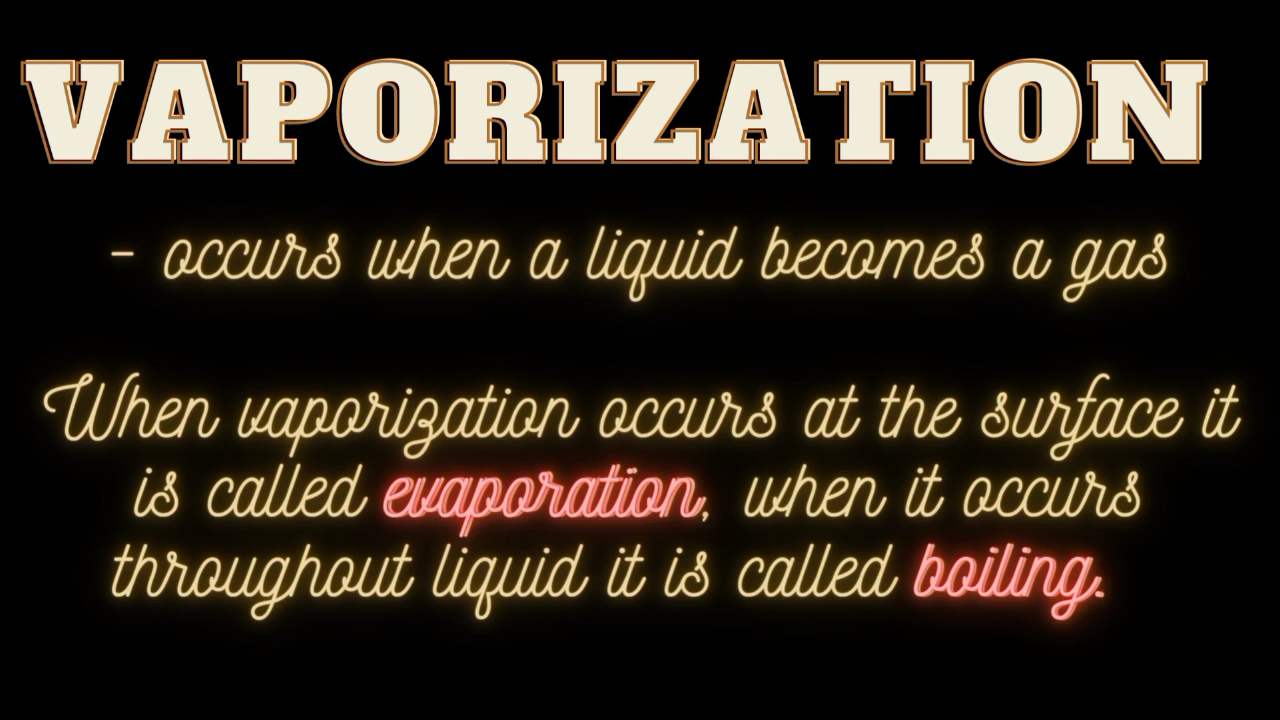 VAPORIZATION
- occurs when a liquid becomes a gas
When vaporization occurs at the surface it
is called evaporation, when it occurs
throughout liquid it is called boiling.